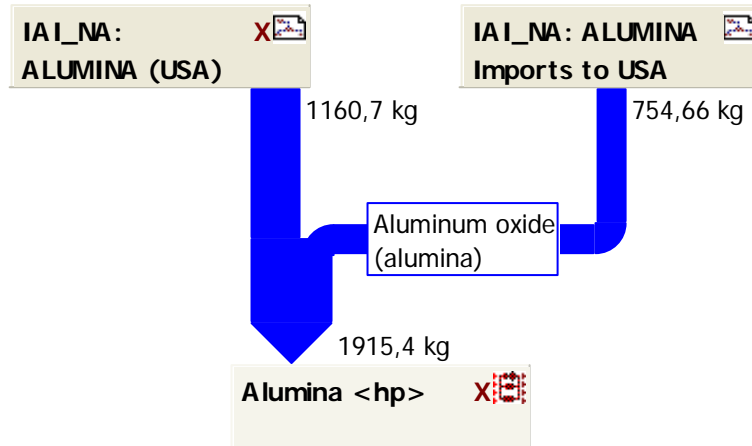 IAI_NA: X
ALUMINA (USA)
IAI_NA: ALUMINA
Imports to USA
1160,7 kg
754,66 kg
Aluminum oxide
(alumina)
1915,4 kg
Alumina <hp> X